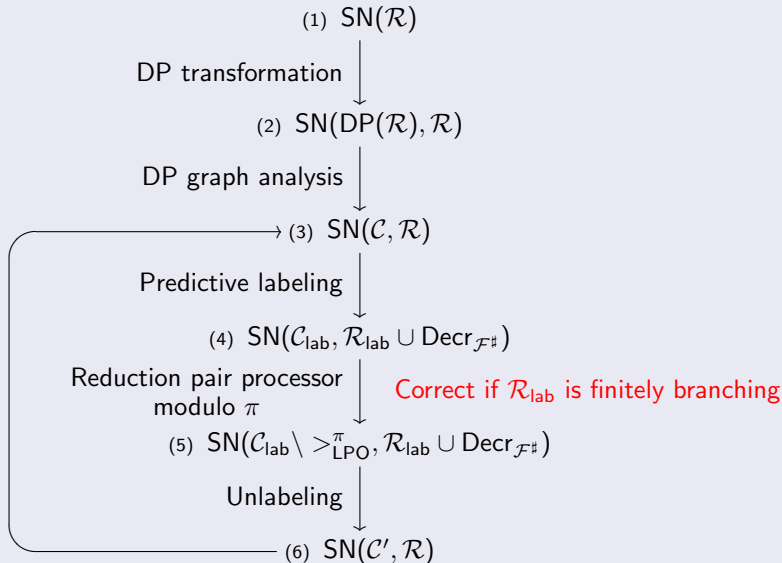 (1) SN(ℛ)
DP transformation
(2) SN(DP(ℛ), ℛ)
DP graph analysis
(3) SN(𝒞, ℛ)
Predictive labeling
(4) SN(𝒞_lab, ℛ_lab ∪ Decr_ℱ♯)
Reduction pair processor
modulo π
Correct if ℛ_lab is finitely branching
(5) SN(𝒞_lab\ >^π_LPO, ℛ_lab ∪ Decr_ℱ♯)
Unlabeling
(6) SN(𝒞′, ℛ)